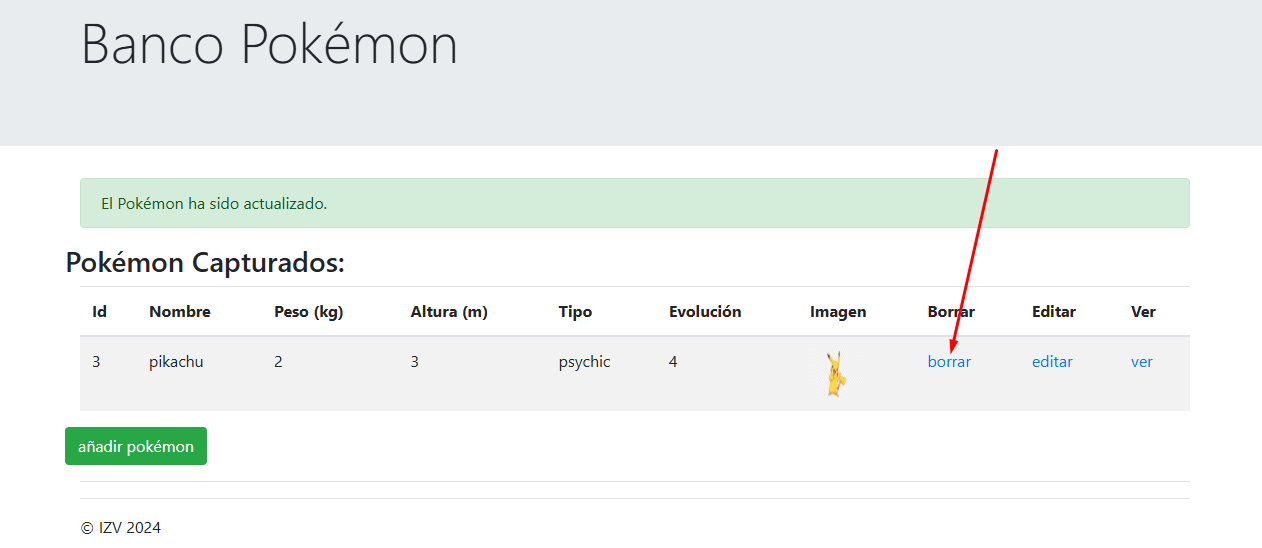 Banco Pokémon
El Pokémon ha sido actualizado.
Pokémon Capturados:
Id Nombre Peso (kg) Altura (m) Tipo Evolución Imagen Borrar Editar Ver
3 pikachu 2 3 psychic 4 borrar editar ver
añadir pokémon
© IZV 2024